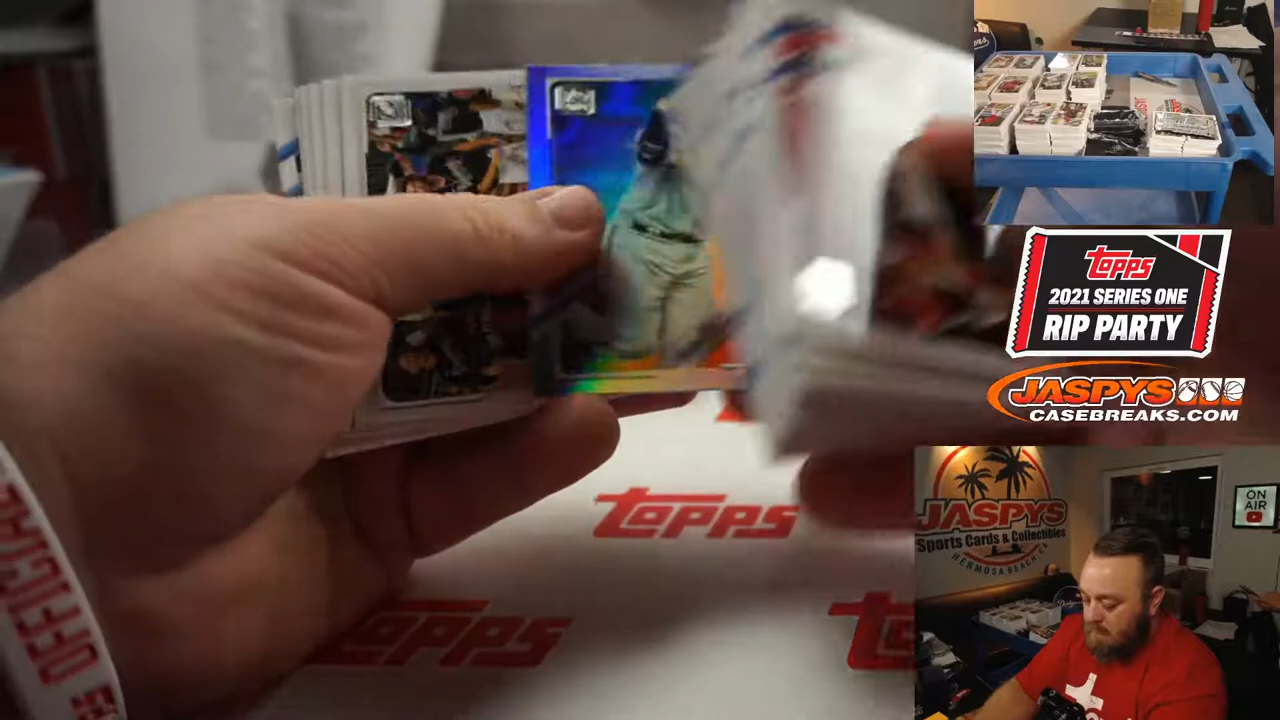 TOPPS
2021 SERIES ONE
RIP PARTY
JASPYS
CASEBREAKS.COM
TOPPS
TOPPS
OFFICIAL
JASPYS
Sports Cards & Collectibles
HERMOSA BEACH CA
ON
AIR